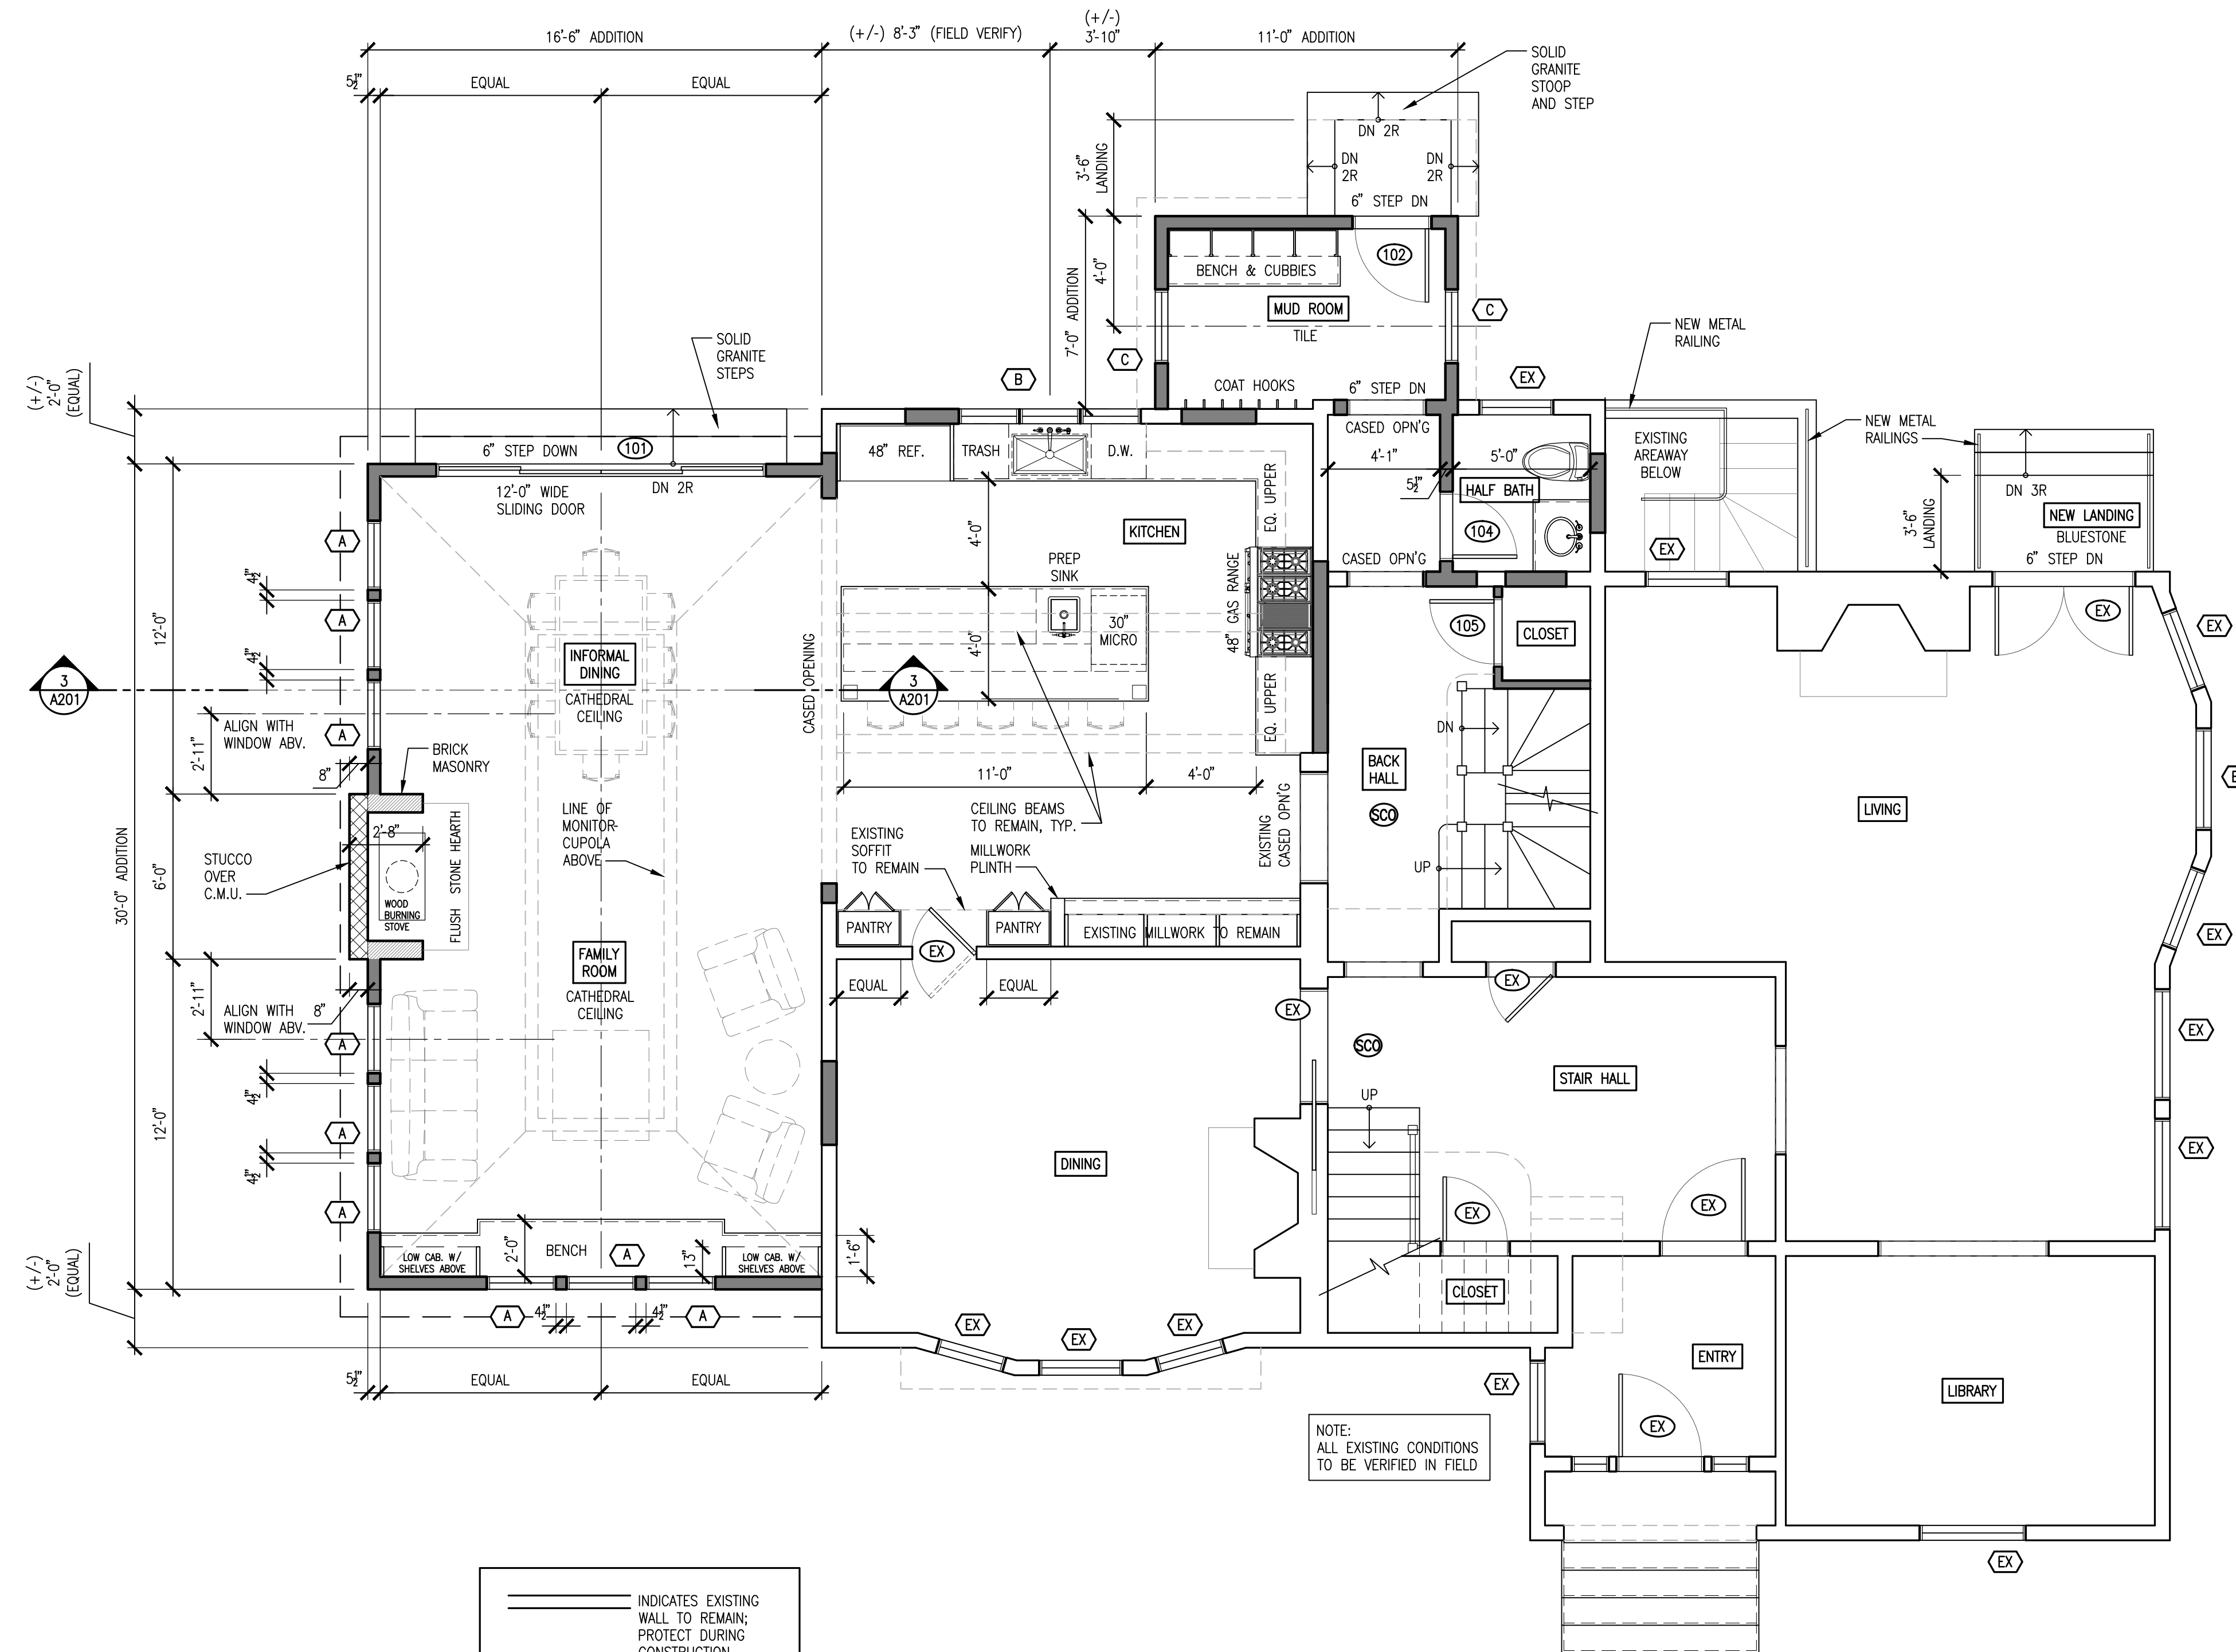 16'-6" ADDITION
(+/-) 8'-3" (FIELD VERIFY)
(+/-)
3'-10"
11'-0" ADDITION
5½"
EQUAL
EQUAL
SOLID
GRANITE
STOOP
AND STEP
DN 2R
DN
2R
DN
2R
6" STEP DN
3'-6"
LANDING
4'-0"
7'-0" ADDITION
102
BENCH & CUBBIES
MUD ROOM
TILE
C
C
COAT HOOKS
6" STEP DN
B
EX
NEW METAL
RAILING
NEW METAL
RAILINGS
SOLID
GRANITE
STEPS
(+/-)
2'-0"
(EQUAL)
6" STEP DOWN
101
12'-0" WIDE
SLIDING DOOR
DN 2R
48" REF.
TRASH
D.W.
CASED OPN'G
4'-1"
5'-0"
5½"
HALF BATH
104
CASED OPN'G
EXISTING
AREAWAY
BELOW
EX
DN 3R
3'-6"
LANDING
NEW LANDING
BLUESTONE
6" STEP DN
EX
EX
KITCHEN
4'-0"
4'-0"
PREP
SINK
30"
MICRO
EQ. UPPER
48" GAS RANGE
EQ. UPPER
105
CLOSET
A
4½"
A
4½"
A
12'-0"
INFORMAL
DINING
CATHEDRAL
CEILING
CASED OPENING
3
A201
3
A201
ALIGN WITH
WINDOW ABV.
2'-11"
8"
BRICK
MASONRY
11'-0"
4'-0"
DN
BACK
HALL
SCO
UP
LIVING
E
EX
LINE OF
MONITOR-
CUPOLA
ABOVE
EXISTING
SOFFIT
TO REMAIN
CEILING BEAMS
TO REMAIN, TYP.
MILLWORK
PLINTH
EXISTING
CASED OPN'G
30'-0" ADDITION
6'-0"
STUCCO
OVER
C.M.U.
2'-8"
WOOD
BURNING
STOVE
FLUSH STONE HEARTH
PANTRY
EX
PANTRY
EXISTING MILLWORK TO REMAIN
EQUAL
EQUAL
FAMILY
ROOM
CATHEDRAL
CEILING
2'-11"
ALIGN WITH
WINDOW ABV.
8"
A
4½"
A
4½"
A
12'-0"
EX
EX
SCO
STAIR HALL
UP
EX
EX
DINING
EX
EX
LOW CAB. W/
SHELVES ABOVE
2'-0"
BENCH
A
13"
LOW CAB. W/
SHELVES ABOVE
1'-6"
(+/-)
2'-0"
(EQUAL)
A
4½"
4½"
A
CLOSET
EX
EX
EX
5½"
EQUAL
EQUAL
ENTRY
EX
EX
LIBRARY
NOTE:
ALL EXISTING CONDITIONS
TO BE VERIFIED IN FIELD
EX
INDICATES EXISTING
WALL TO REMAIN;
PROTECT DURING
CONSTRUCTION